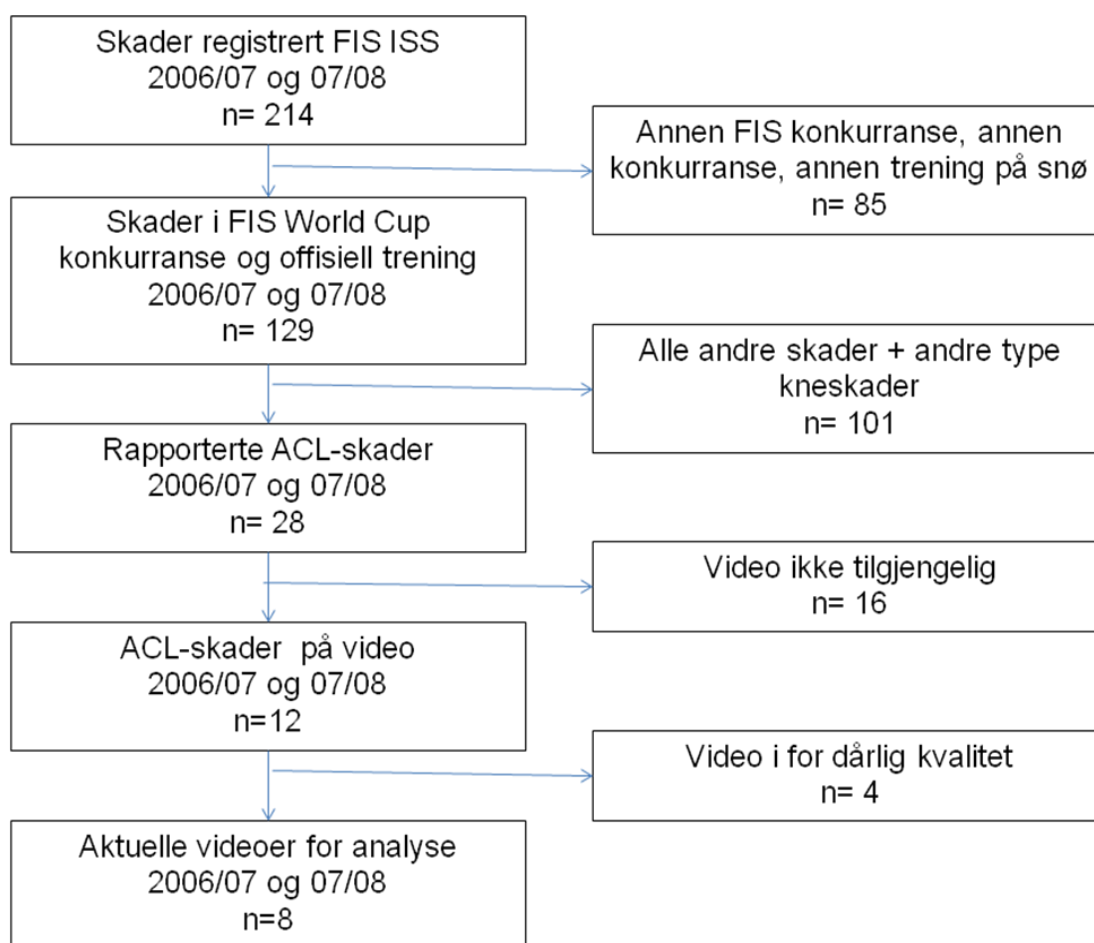 Skader registrert FIS ISS
2006/07 og 07/08
n= 214
Annen FIS konkurranse, annen
konkurranse, annen trening på snø
n= 85
Skader i FIS World Cup
konkurranse og offisiell trening
2006/07 og 07/08
n= 129
Alle andre skader + andre type
kneskader
n= 101
Rapporterte ACL-skader
2006/07 og 07/08
n= 28
Video ikke tilgjengelig
n= 16
ACL-skader på video
2006/07 og 07/08
n=12
Video i for dårlig kvalitet
n= 4
Aktuelle videoer for analyse
2006/07 og 07/08
n=8